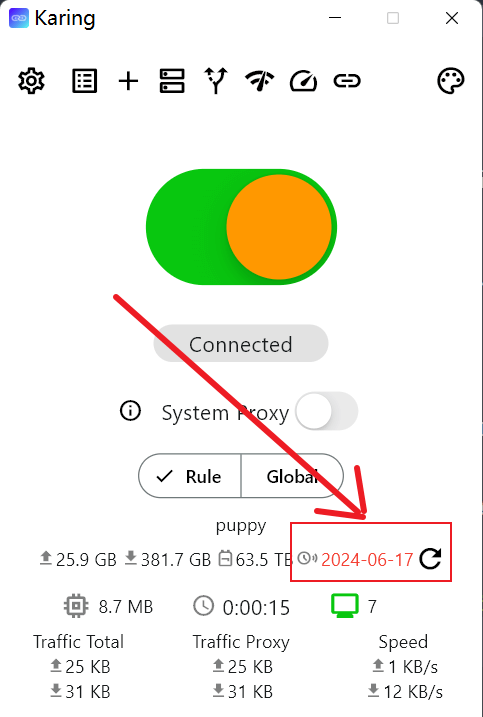 Karing
Connected
System Proxy
Rule Global
puppy
25.9 GB 381.7 GB 63.5 TB 2024-06-17
8.7 MB 0:00:15 7
Traffic Total Traffic Proxy Speed
25 KB 25 KB 1 KB/s
31 KB 31 KB 12 KB/s